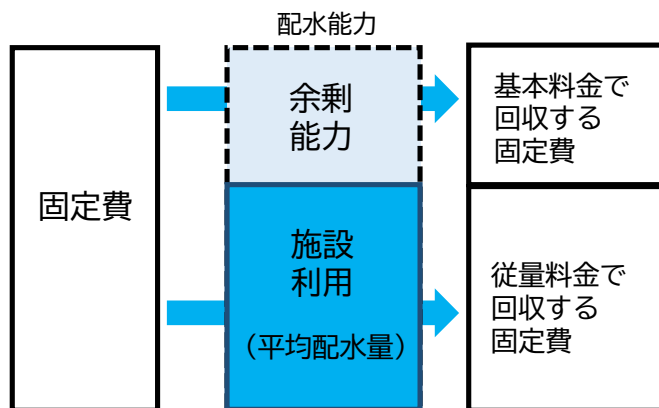 配水能力
固定費
余剰
能力
基本料金で
回収する
固定費
施設
利用
（平均配水量）
従量料金で
回収する
固定費